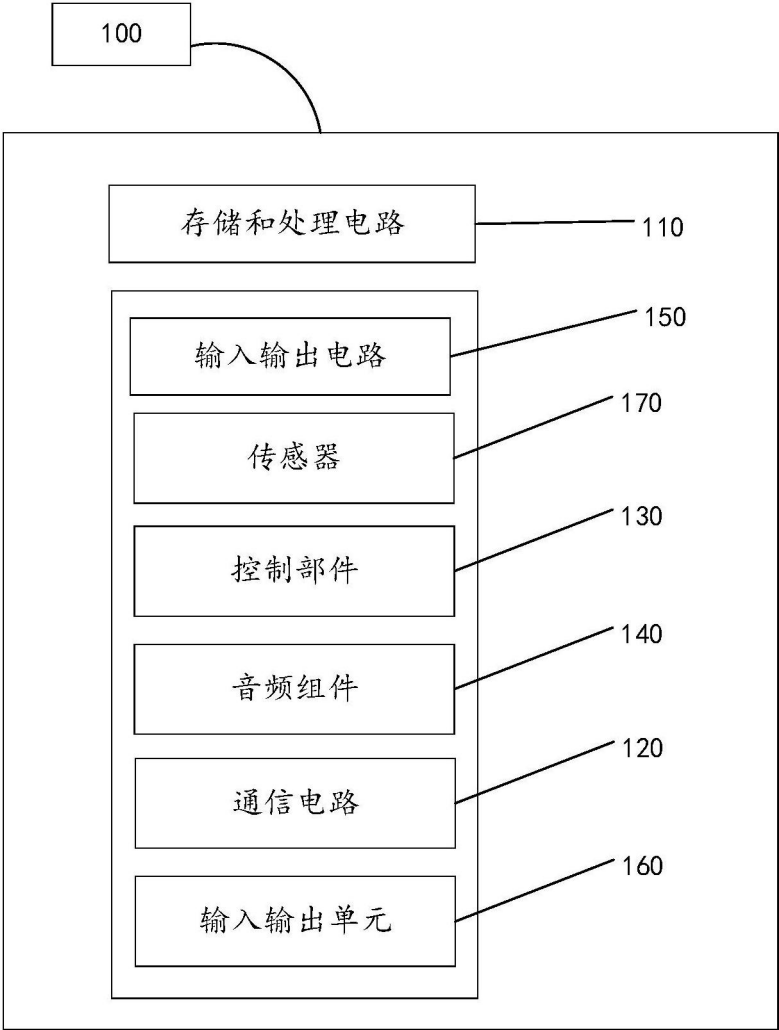 100
存储和处理电路
110
输入输出电路
150
传感器
170
控制部件
130
音频组件
140
通信电路
120
输入输出单元
160